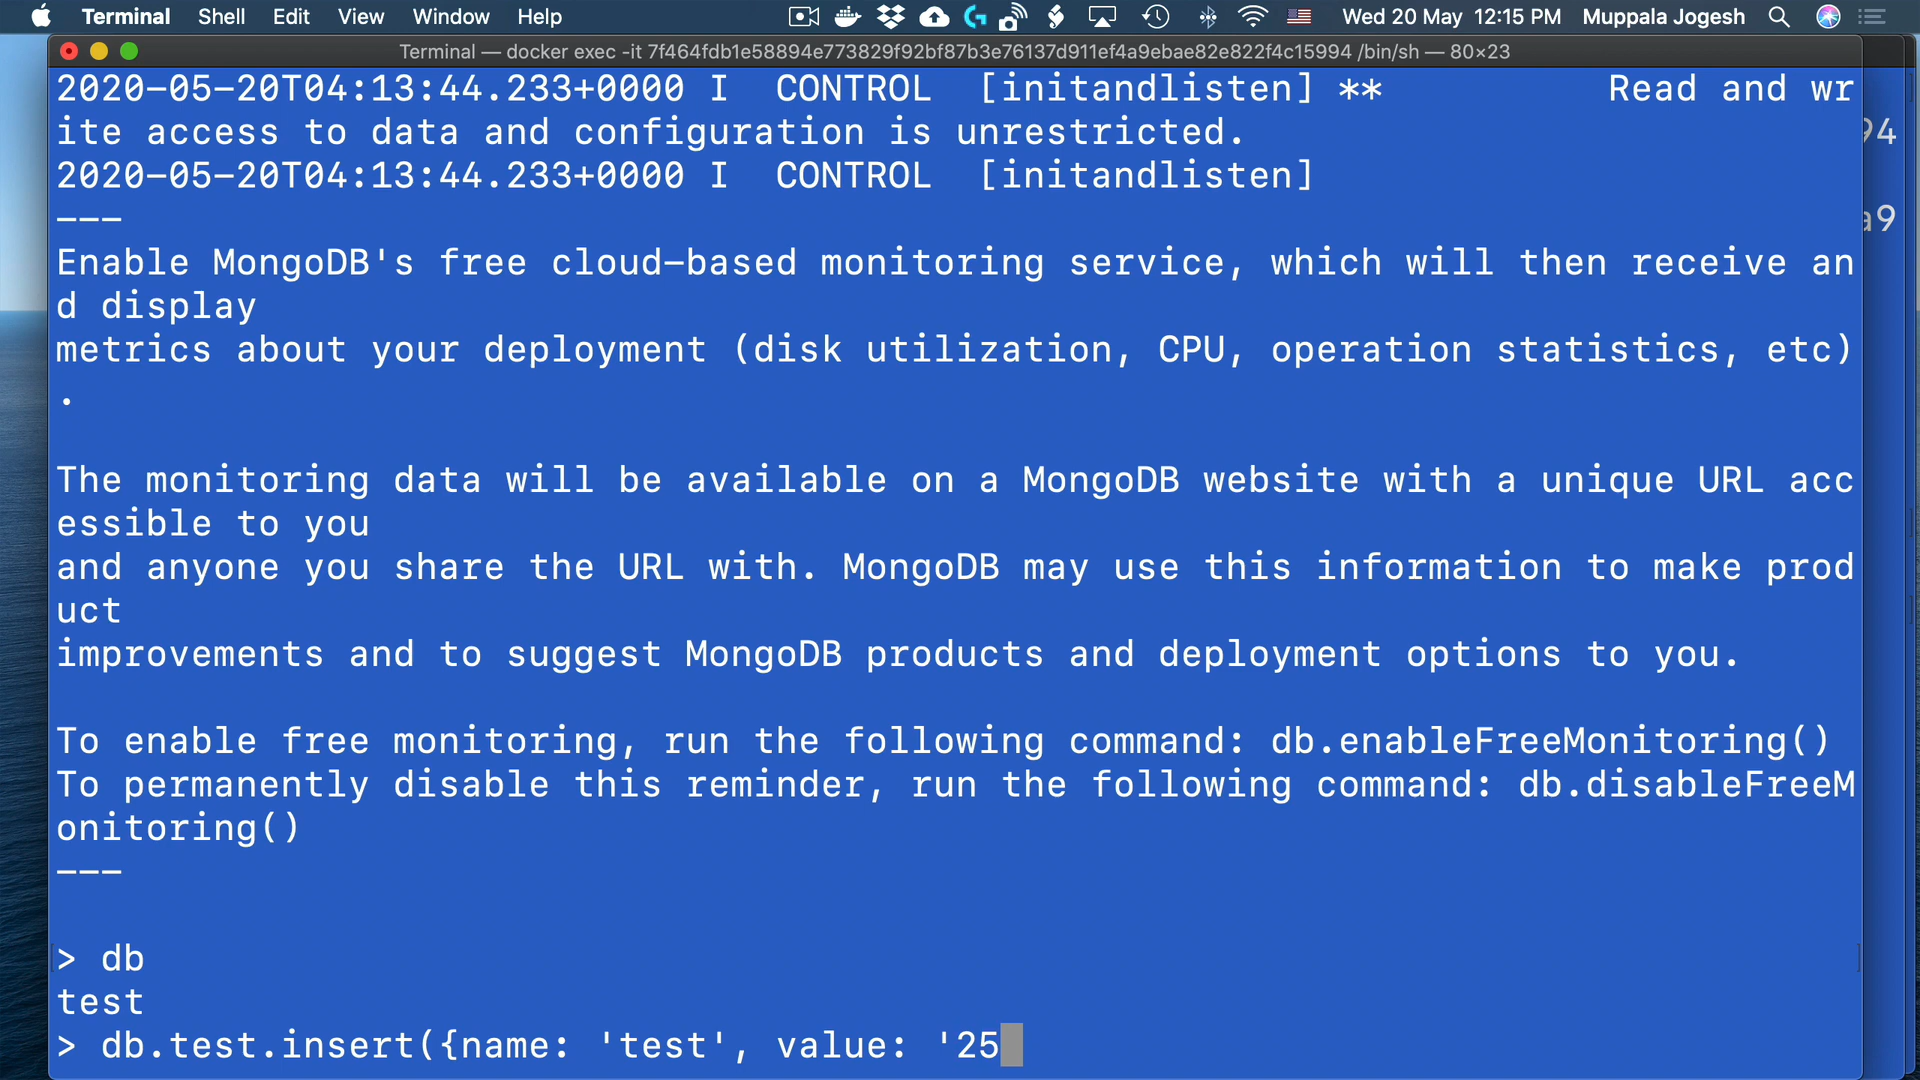 Terminal Shell Edit View Window Help Wed 20 May 12:15 PM Muppala Jogesh
Terminal — docker exec -it 7f464fdb1e58894e773829f92bf87b3e76137d911ef4a9ebae82e822f4c15994 /bin/sh — 80×23
2020-05-20T04:13:44.233+0000 I  CONTROL  [initandlisten] **          Read and wr
ite access to data and configuration is unrestricted.
2020-05-20T04:13:44.233+0000 I  CONTROL  [initandlisten]
---
Enable MongoDB's free cloud-based monitoring service, which will then receive an
d display
metrics about your deployment (disk utilization, CPU, operation statistics, etc)
.
The monitoring data will be available on a MongoDB website with a unique URL acc
essible to you
and anyone you share the URL with. MongoDB may use this information to make prod
uct
improvements and to suggest MongoDB products and deployment options to you.
To enable free monitoring, run the following command: db.enableFreeMonitoring()
To permanently disable this reminder, run the following command: db.disableFreeM
onitoring()
---
> db
test
> db.test.insert({name: 'test', value: '25
94
a9